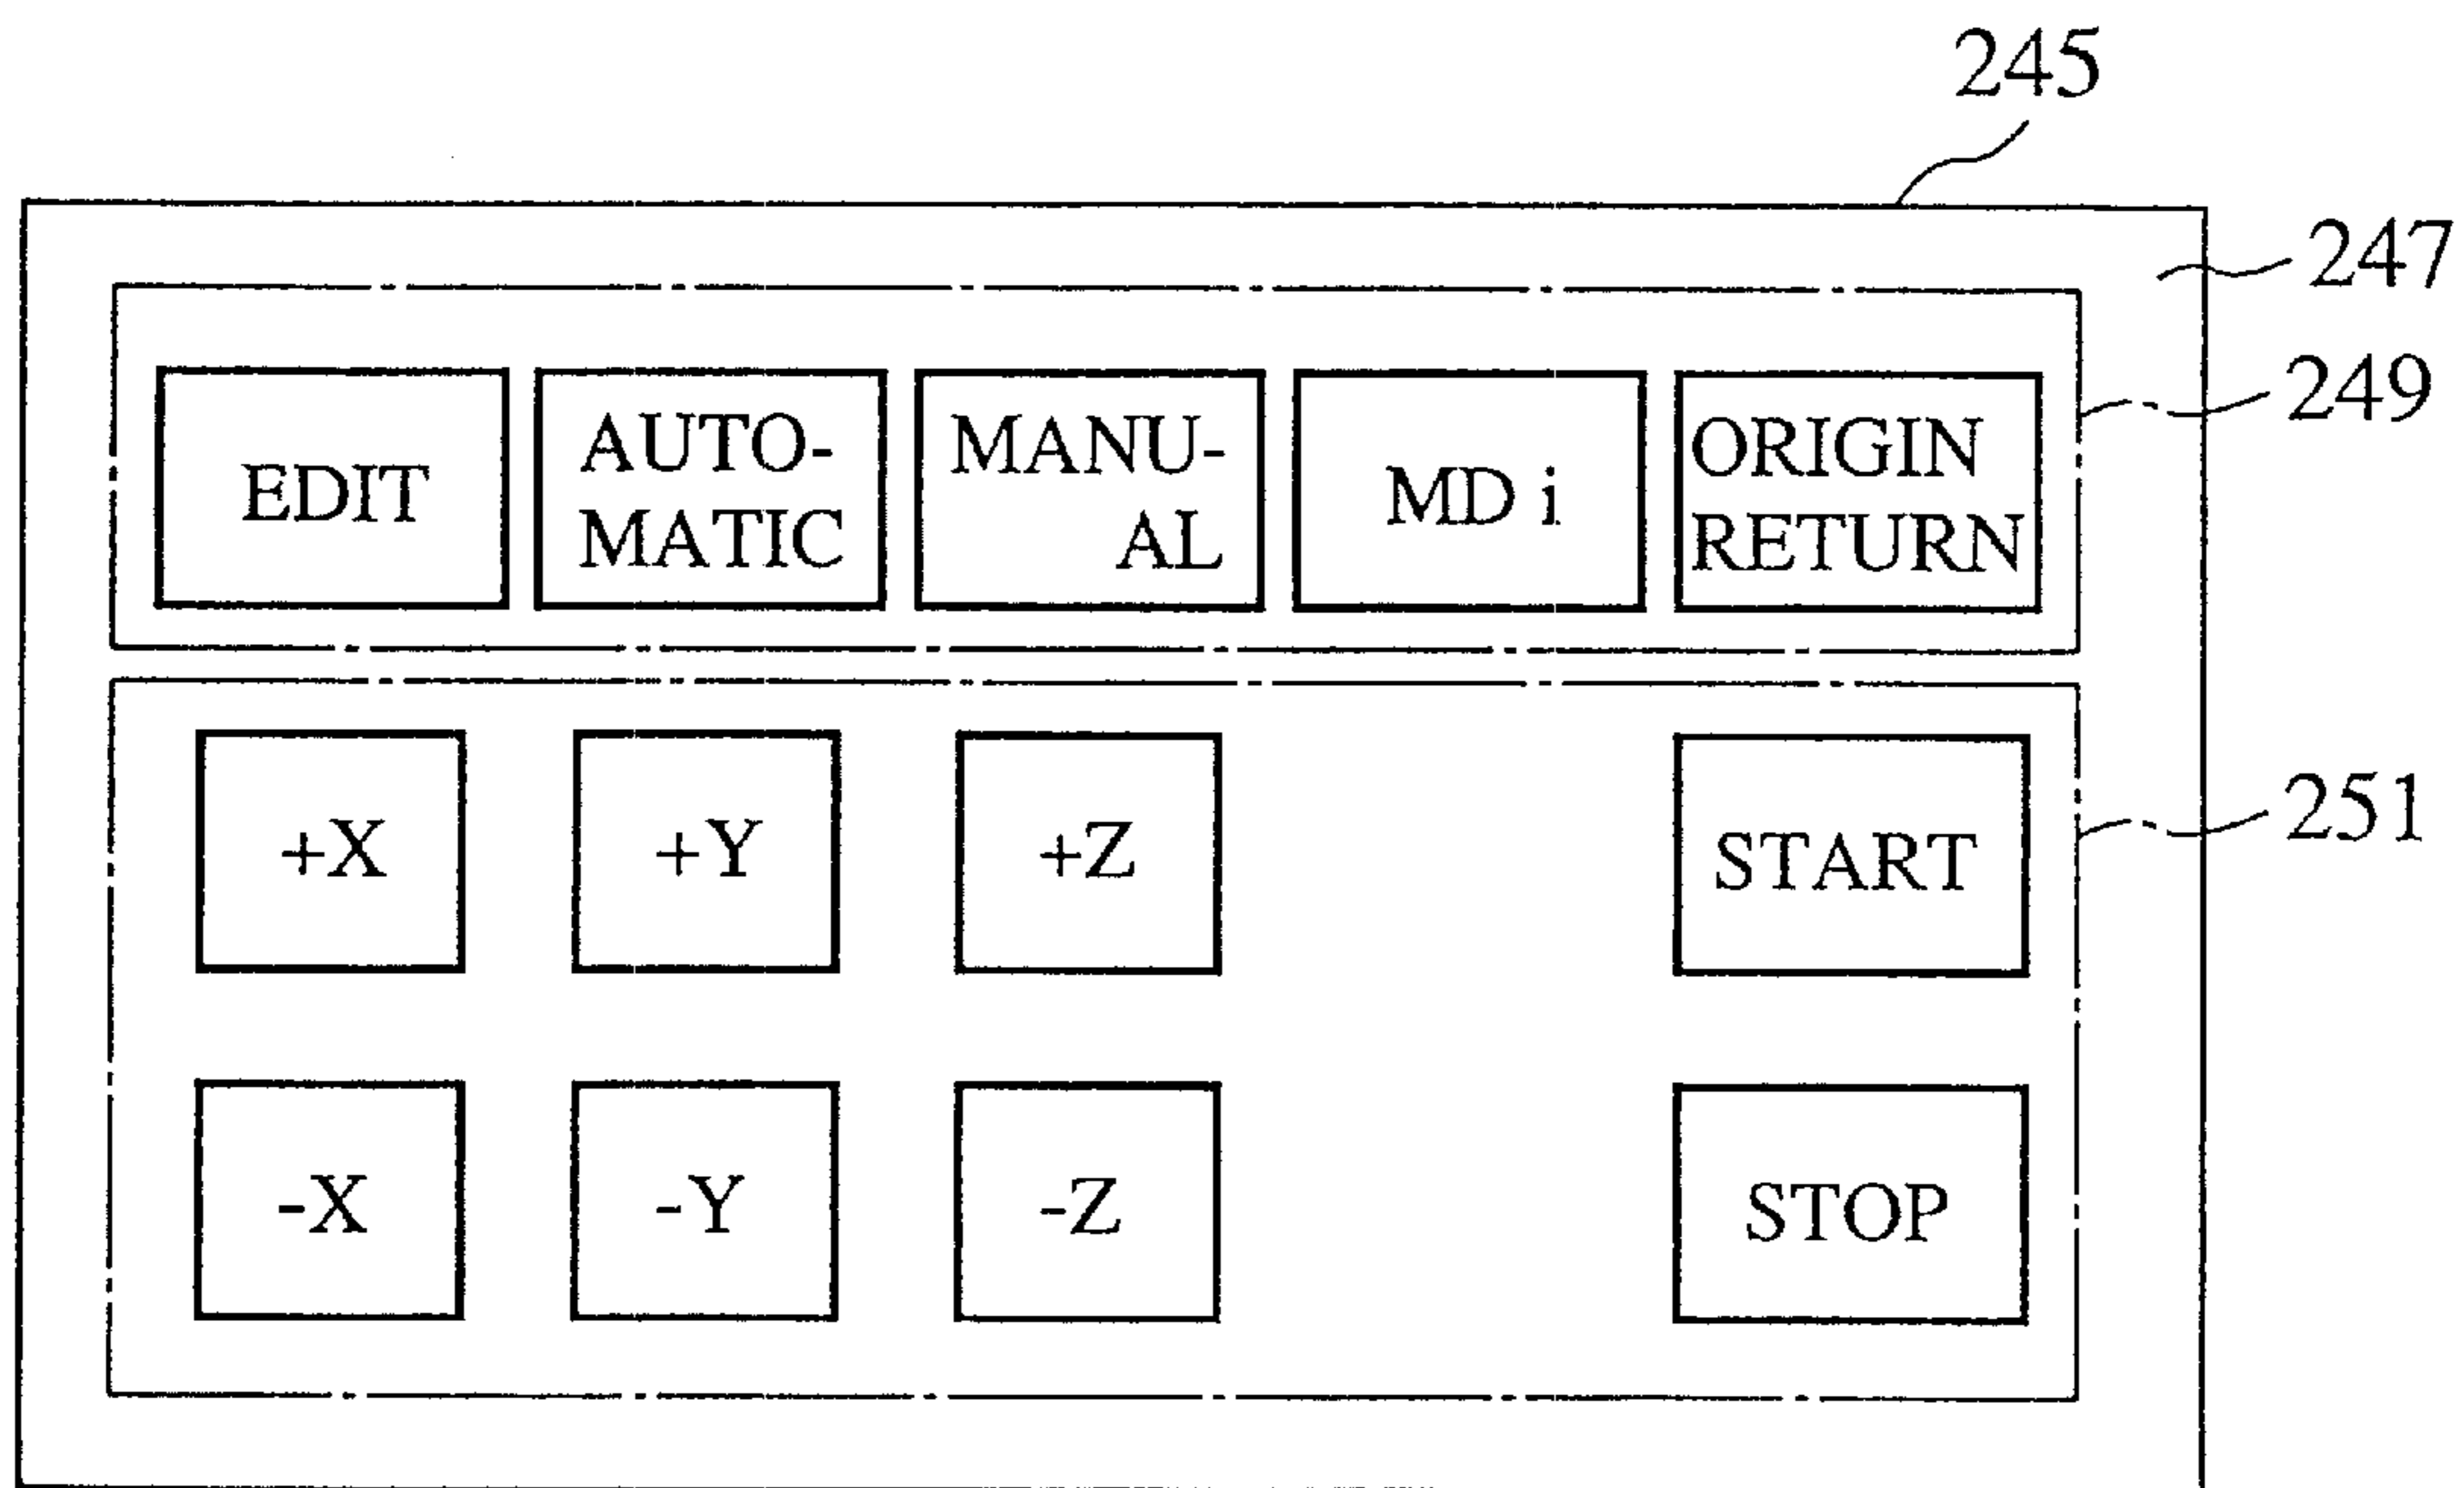 245
247
249
EDIT
AUTO-
MATIC
MANU-
AL
MD i
ORIGIN
RETURN
+X
+Y
+Z
START
251
-X
-Y
-Z
STOP